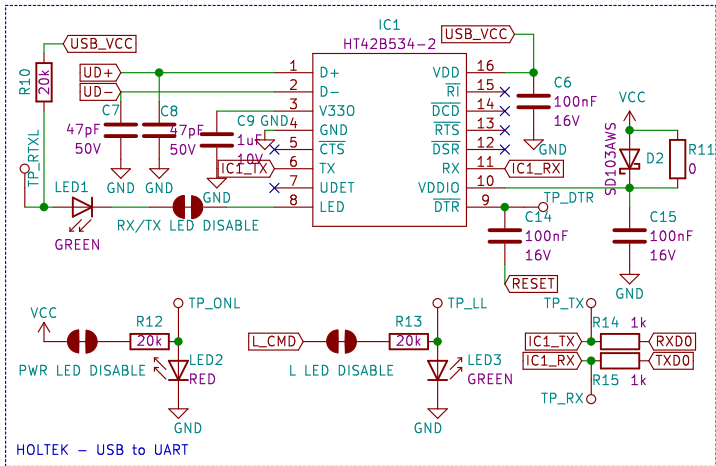 IC1
HT42B534-2
USB_VCC
R10
20k
UD+
UD-
C7
47pF
50V
C8
47pF
50V
C9
1uF
10V
GND
GND
GND
GND
1
D+
2
D-
3
V33O
4
GND
5
CTS
6
TX
7
UDET
8
LED
VDD
16
RI
15
DCD
14
RTS
13
DSR
12
RX
11
VDDIO
10
DTR
9
USB_VCC
C6
100nF
16V
GND
IC1_TX
IC1_RX
TP_RTXL
LED1
GREEN
RX/TX LED DISABLE
TP_DTR
C14
100nF
16V
RESET
VCC
SD103AWS
D2
R11
0
C15
100nF
16V
GND
VCC
PWR LED DISABLE
R12
20k
TP_ONL
LED2
RED
GND
L_CMD
L LED DISABLE
R13
20k
TP_LL
LED3
GREEN
GND
TP_TX
IC1_TX
R14
1k
RXD0
IC1_RX
R15
1k
TXD0
TP_RX
HOLTEK - USB to UART